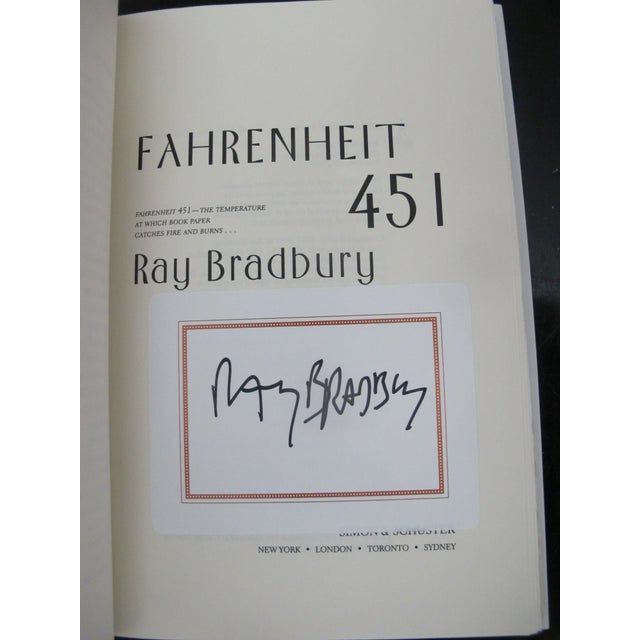 FAHRENHEIT
451
FAHRENHEIT 451—THE TEMPERATURE
AT WHICH BOOK PAPER
CATCHES FIRE AND BURNS . . .
Ray Bradbury
RAY BRADBURY
SIMON & SCHUSTER
NEW YORK • LONDON • TORONTO • SYDNEY